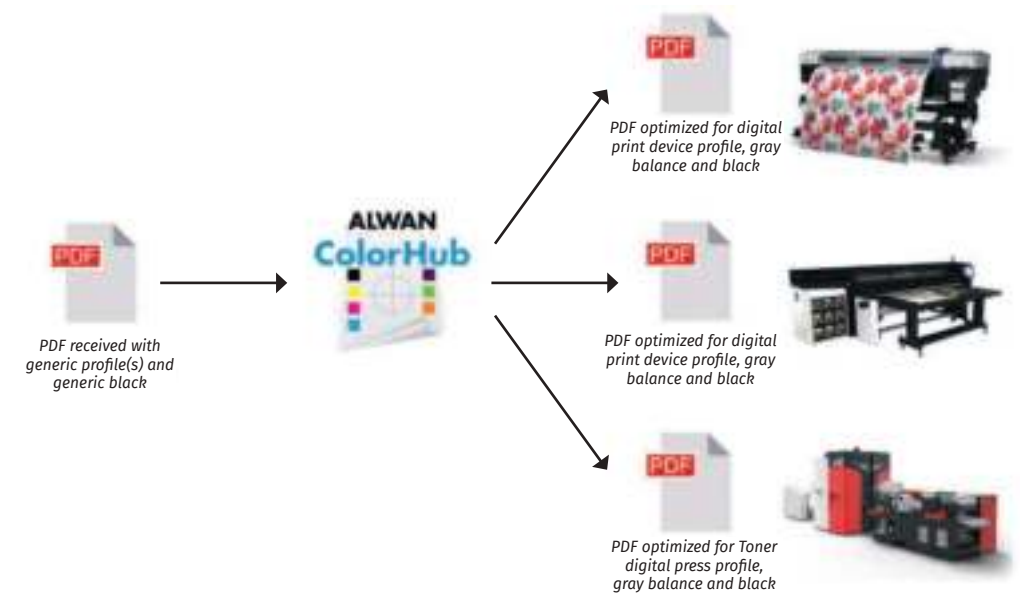 PDF
PDF optimized for digital
print device profile, gray
balance and black
PDF
PDF received with
generic profile(s) and
generic black
ALWAN
ColorHub
PDF
PDF optimized for digital
print device profile, gray
balance and black
PDF
PDF optimized for Toner
digital press profile,
gray balance and black